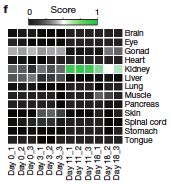 f
Score
0 1
Brain
Eye
Gonad
Heart
Kidney
Liver
Lung
Muscle
Pancreas
Skin
Spinal cord
Stomach
Tongue
Day 0_1
Day 0_2
Day 0_3
Day 3_1
Day 3_2
Day 3_3
Day 11_1
Day 11_2
Day 11_3
Day 18_1
Day 18_2
Day 18_3